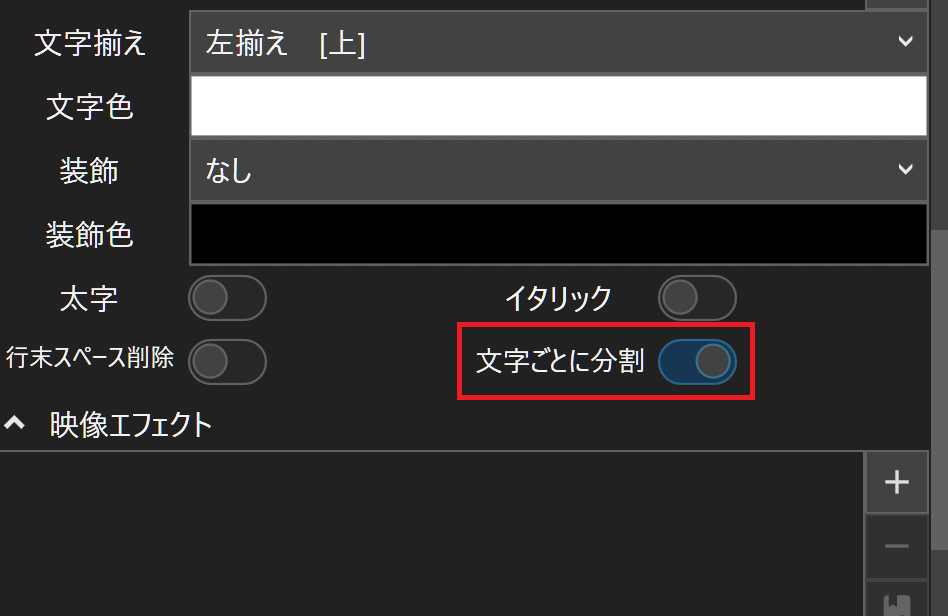 文字揃え 左揃え [上]
文字色
装飾 なし
装飾色
太字 イタリック
行末スペース削除 文字ごとに分割
映像エフェクト